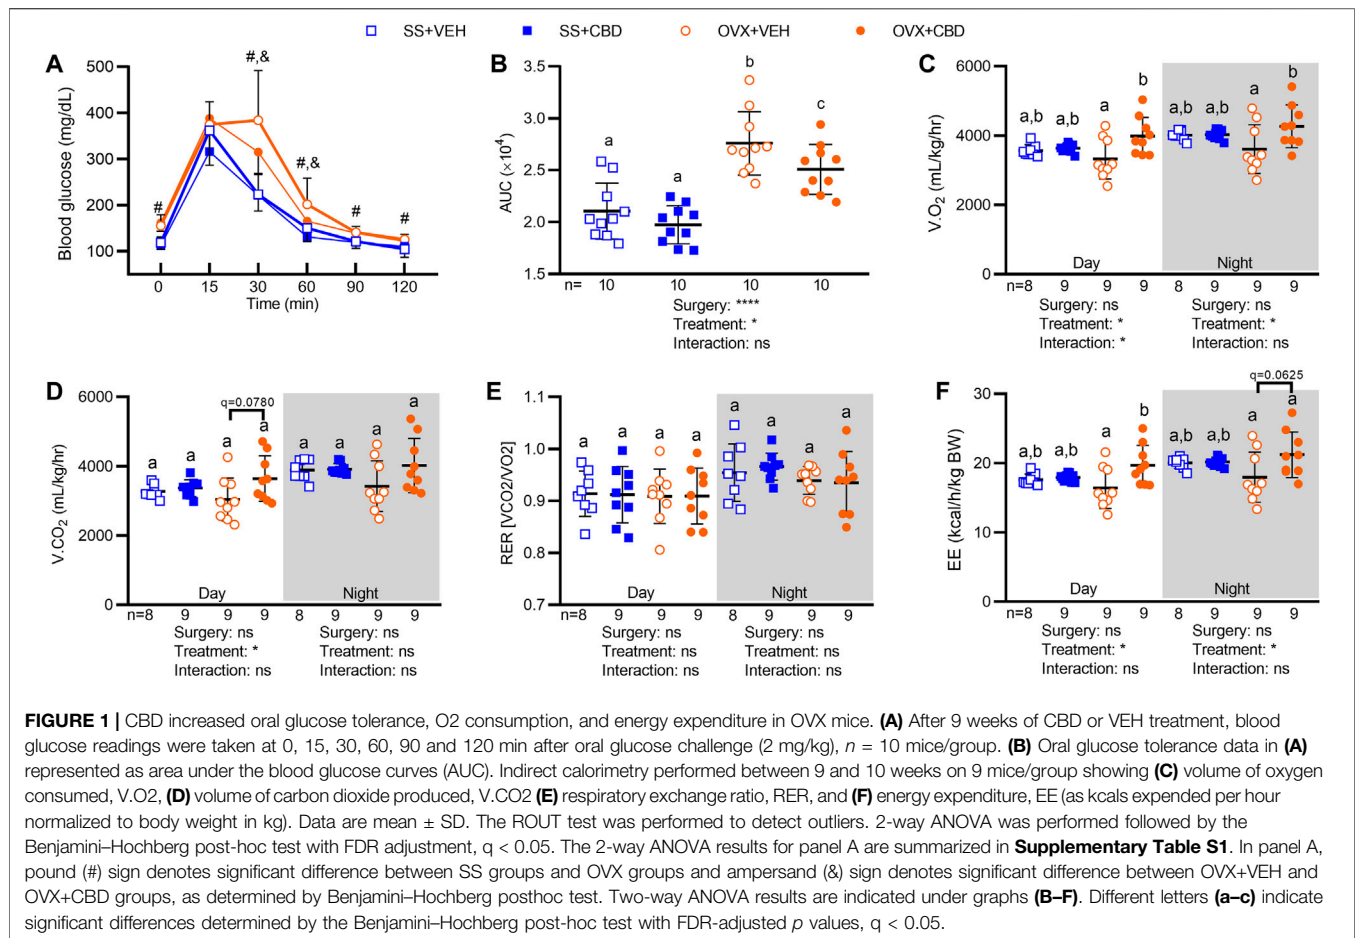 SS+VEH SS+CBD OVX+VEH OVX+CBD
A
Blood glucose (mg/dL)
500
400
300
200
100
#
#,&
#,&
#
#
0 15 30 60 90 120
Time (min)
B
AUC (×10⁴)
3.5
3.0
2.5
2.0
1.5
a
a
b
c
n= 10 10 10 10
Surgery: ****
Treatment: *
Interaction: ns
C
V.O₂ (mL/kg/hr)
6000
4000
2000
0
a,b a,b a b a,b a,b a b
Day Night
n=8 9 9 9 8 9 9 9
Surgery: ns Surgery: ns
Treatment: * Treatment: *
Interaction: * Interaction: ns
D
V.CO₂ (mL/kg/hr)
6000
4000
2000
0
q=0.0780
a a a a a a a a
Day Night
n=8 9 9 9 8 9 9 9
Surgery: ns Surgery: ns
Treatment: * Treatment: ns
Interaction: ns Interaction: ns
E
RER [VCO2/VO2]
1.1
1.0
0.9
0.8
0.7
a a a a a a a a
Day Night
n=8 9 9 9 8 9 9 9
Surgery: ns Surgery: ns
Treatment: ns Treatment: ns
Interaction: ns Interaction: ns
F
EE (kcal/h/kg BW)
30
20
10
0
q=0.0625
a,b a,b a b a,b a,b a a
Day Night
n=8 9 9 9 8 9 9 9
Surgery: ns Surgery: ns
Treatment: * Treatment: *
Interaction: ns Interaction: ns
FIGURE 1 | CBD increased oral glucose tolerance, O2 consumption, and energy expenditure in OVX mice. (A) After 9 weeks of CBD or VEH treatment, blood
glucose readings were taken at 0, 15, 30, 60, 90 and 120 min after oral glucose challenge (2 mg/kg), n = 10 mice/group. (B) Oral glucose tolerance data in (A)
represented as area under the blood glucose curves (AUC). Indirect calorimetry performed between 9 and 10 weeks on 9 mice/group showing (C) volume of oxygen
consumed, V.O2, (D) volume of carbon dioxide produced, V.CO2 (E) respiratory exchange ratio, RER, and (F) energy expenditure, EE (as kcals expended per hour
normalized to body weight in kg). Data are mean ± SD. The ROUT test was performed to detect outliers. 2-way ANOVA was performed followed by the
Benjamini–Hochberg post-hoc test with FDR adjustment, q < 0.05. The 2-way ANOVA results for panel A are summarized in Supplementary Table S1. In panel A,
pound (#) sign denotes significant difference between SS groups and OVX groups and ampersand (&) sign denotes significant difference between OVX+VEH and
OVX+CBD groups, as determined by Benjamini–Hochberg posthoc test. Two-way ANOVA results are indicated under graphs (B–F). Different letters (a–c) indicate
significant differences determined by the Benjamini–Hochberg post-hoc test with FDR-adjusted p values, q < 0.05.